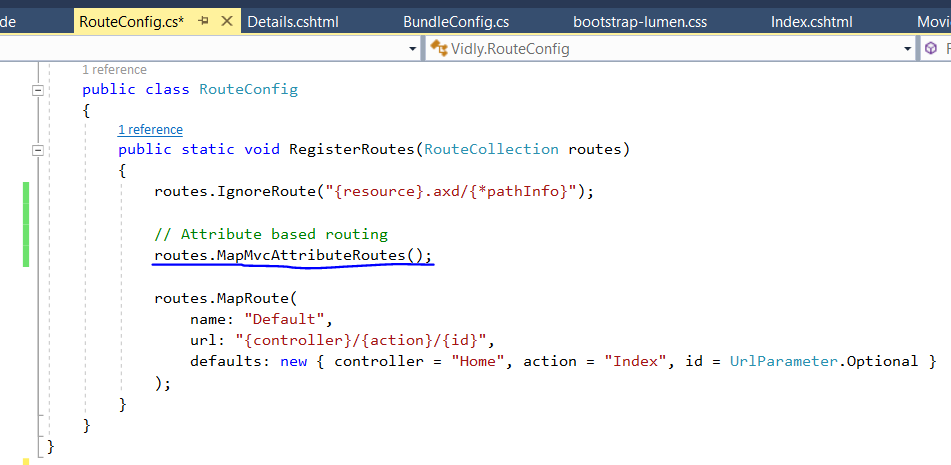 de RouteConfig.cs* Details.cshtml BundleConfig.cs bootstrap-lumen.css Index.cshtml Movi
Vidly.RouteConfig
1 reference
public class RouteConfig
{
1 reference
public static void RegisterRoutes(RouteCollection routes)
{
routes.IgnoreRoute("{resource}.axd/{*pathInfo}");
// Attribute based routing
routes.MapMvcAttributeRoutes();
routes.MapRoute(
name: "Default",
url: "{controller}/{action}/{id}",
defaults: new { controller = "Home", action = "Index", id = UrlParameter.Optional }
);
}
}
}